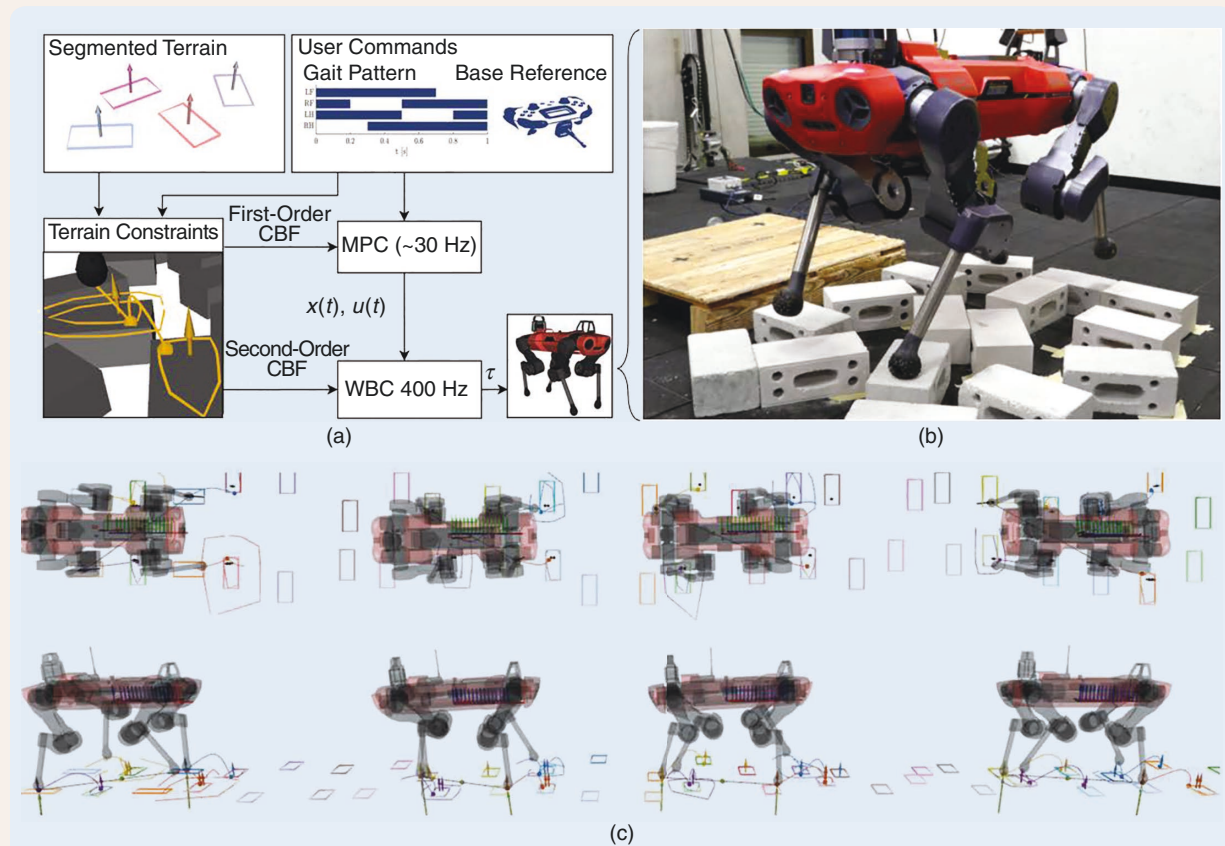 Segmented Terrain
User Commands
Gait Pattern
Base Reference
LF
RF
LH
RH
0 0.2 0.4 0.6 0.8 1
t [s]
Terrain Constraints
First-Order
CBF
MPC (~30 Hz)
x(t), u(t)
Second-Order
CBF
WBC 400 Hz
τ
(a)
(b)
(c)